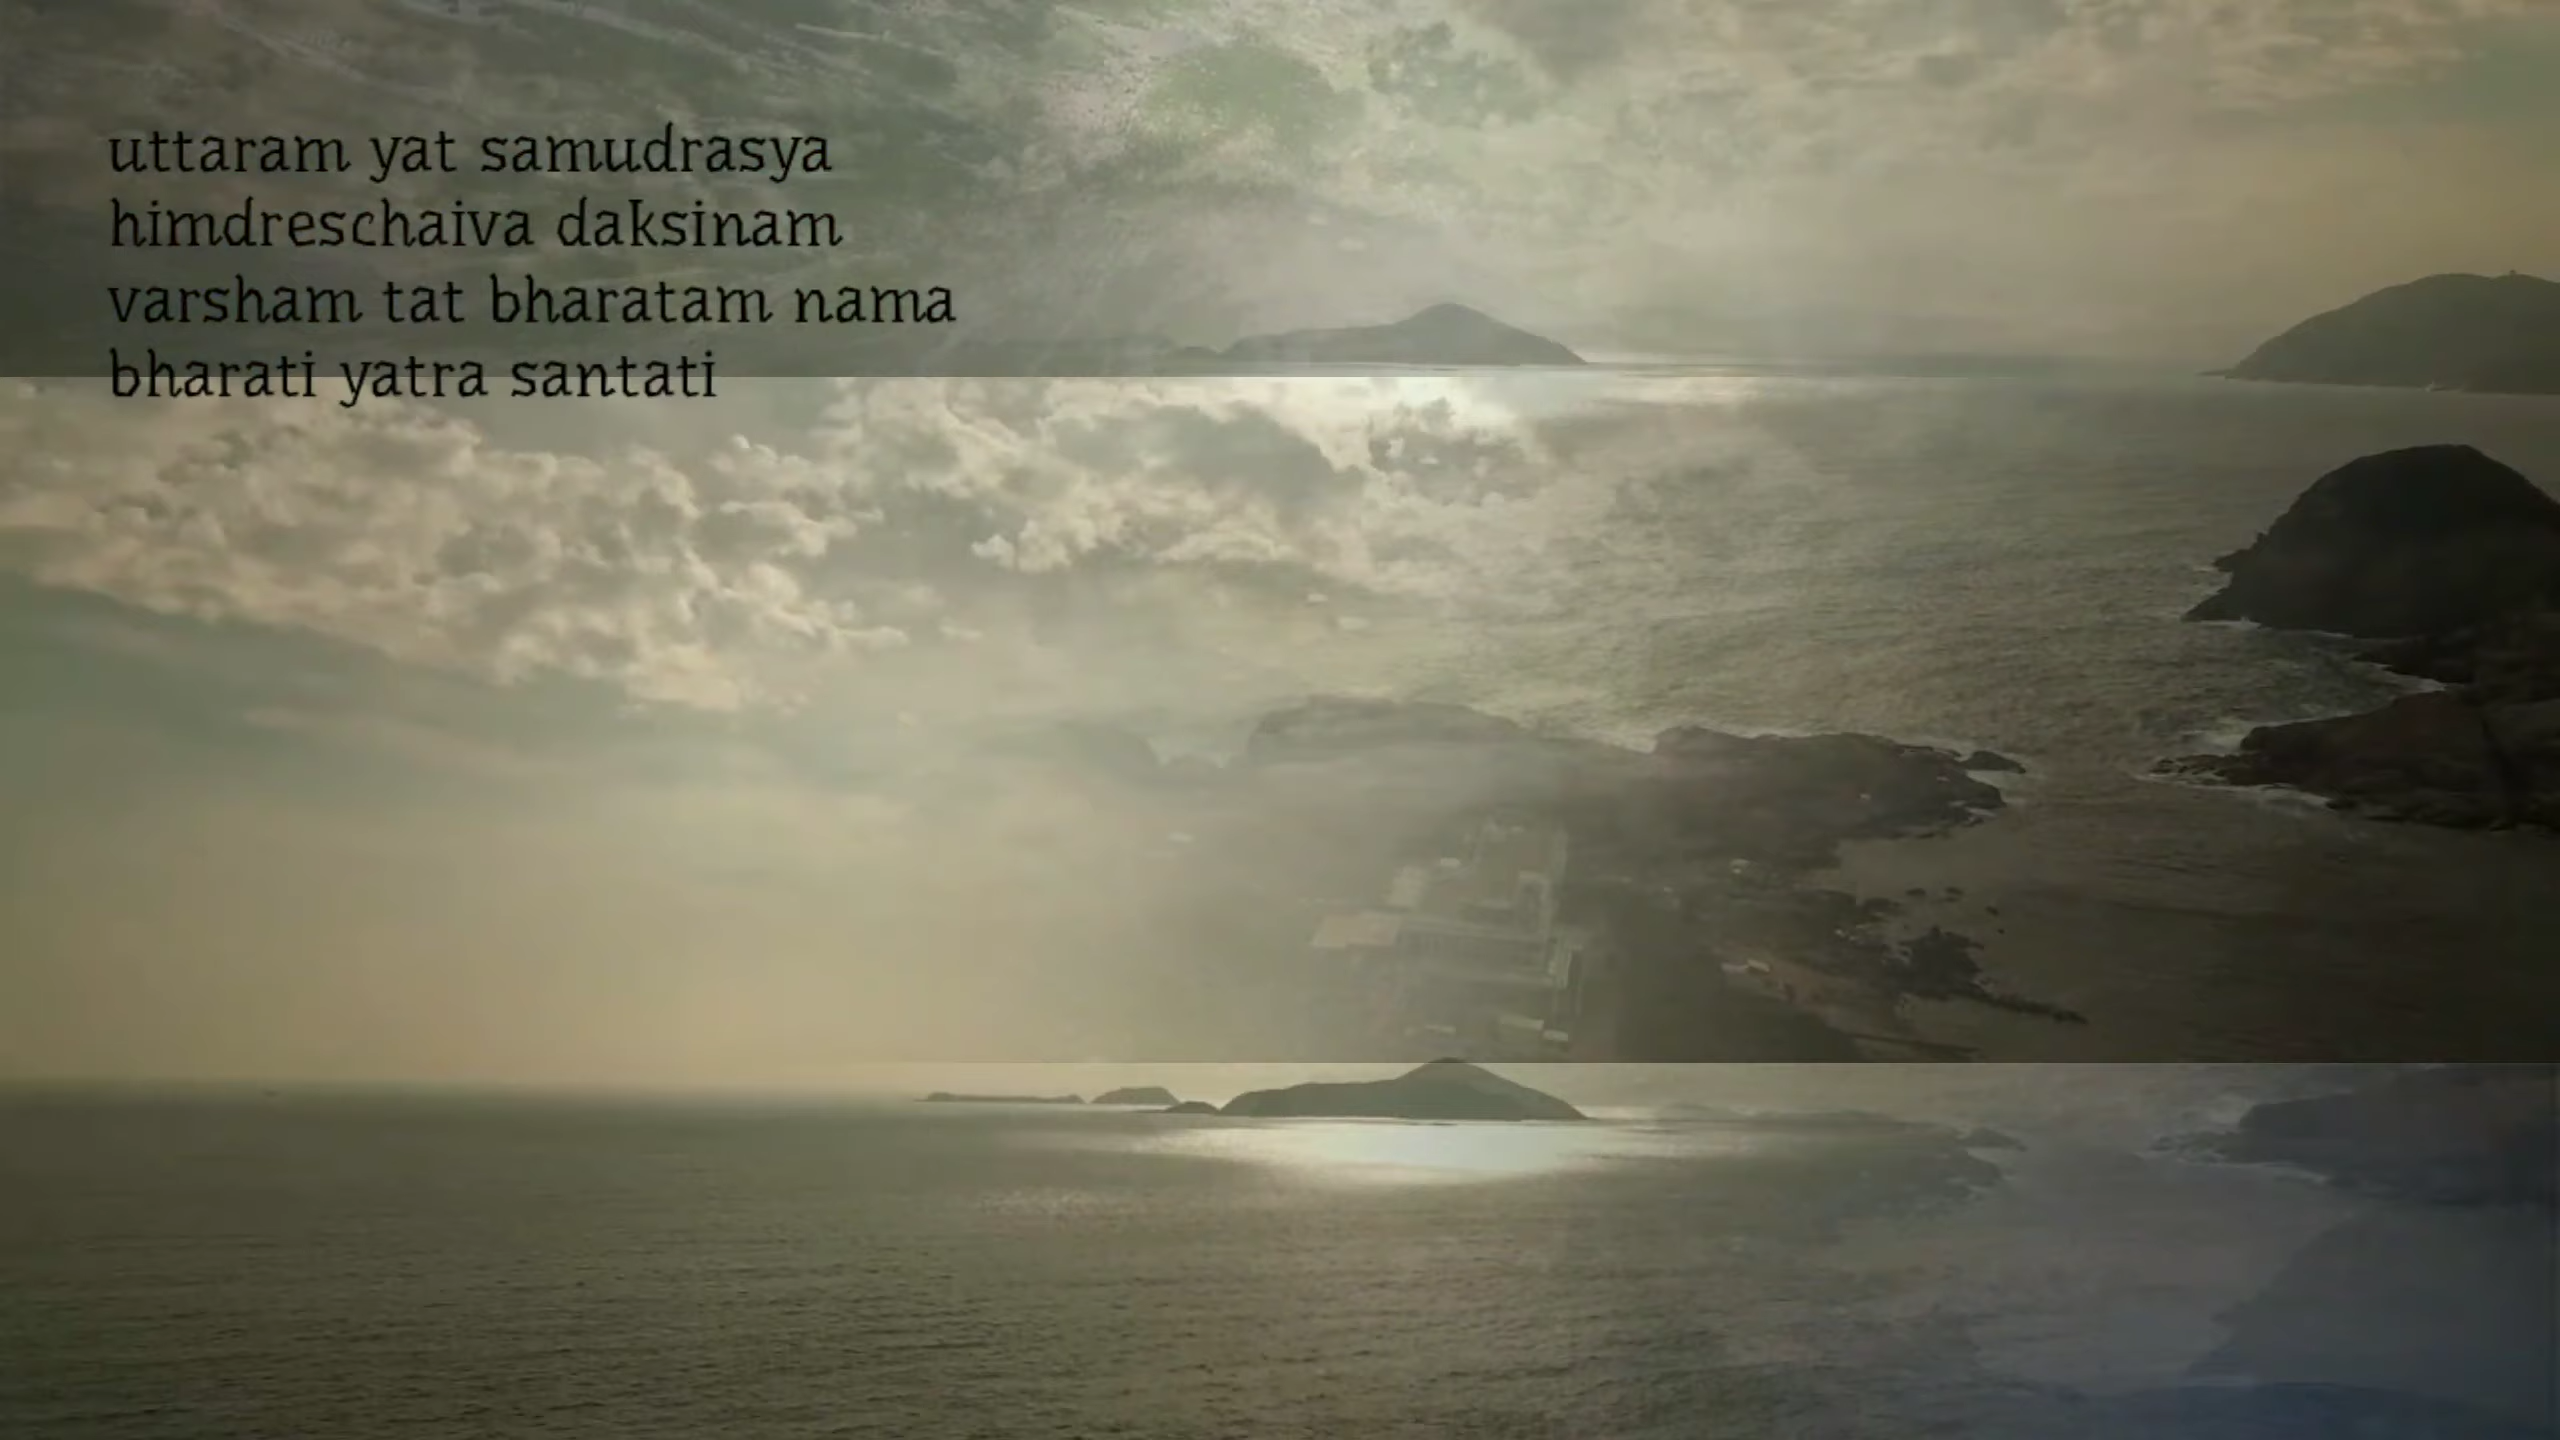 uttaram yat samudrasya
himdreschaiva daksinam
varsham tat bharatam nama
bharati yatra santati